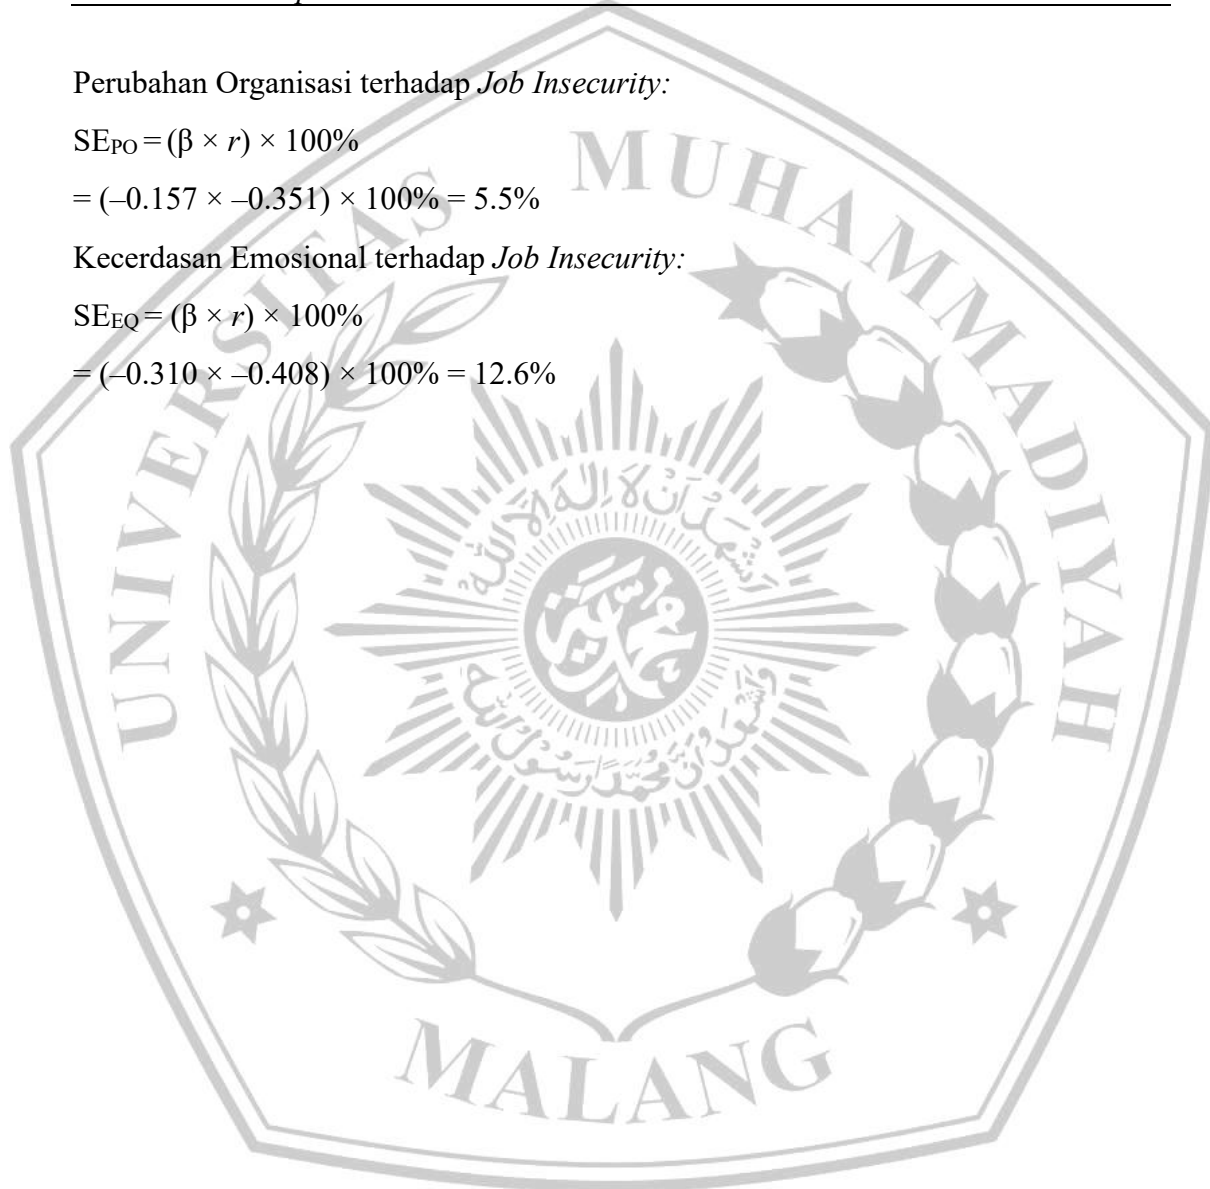 Perubahan Organisasi terhadap Job Insecurity:
SEPO = (β × r) × 100%
= (–0.157 × –0.351) × 100% = 5.5%
Kecerdasan Emosional terhadap Job Insecurity:
SEEQ = (β × r) × 100%
= (–0.310 × –0.408) × 100% = 12.6%
UNIVERSITAS MUHAMMADIYAH
MALANG